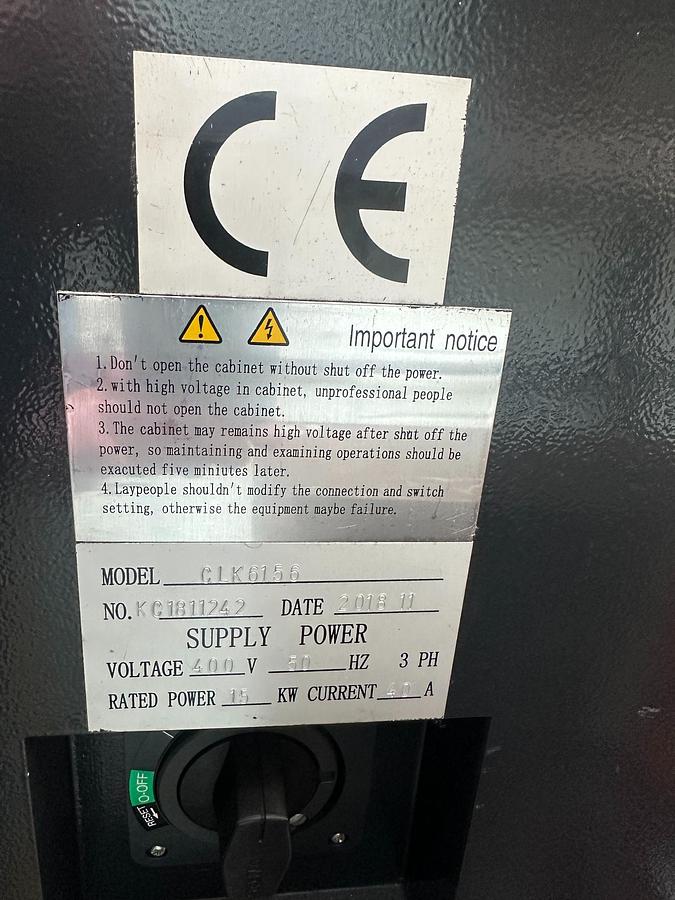 CE
Important notice
1. Don't open the cabinet without shut off the power.
2. with high voltage in cabinet, unprofessional people
should not open the cabinet.
3. The cabinet may remains high voltage after shut off the
power, so maintaining and examining operations should be
exacuted five miniutes later.
4. Laypeople shouldn't modify the connection and switch
setting, otherwise the equipment maybe failure.
MODEL CLK6156
NO. KC1811242 DATE 2018 11
SUPPLY POWER
VOLTAGE 400 V 50 HZ 3 PH
RATED POWER 15 KW CURRENT 40 A
O-OFF
RESET